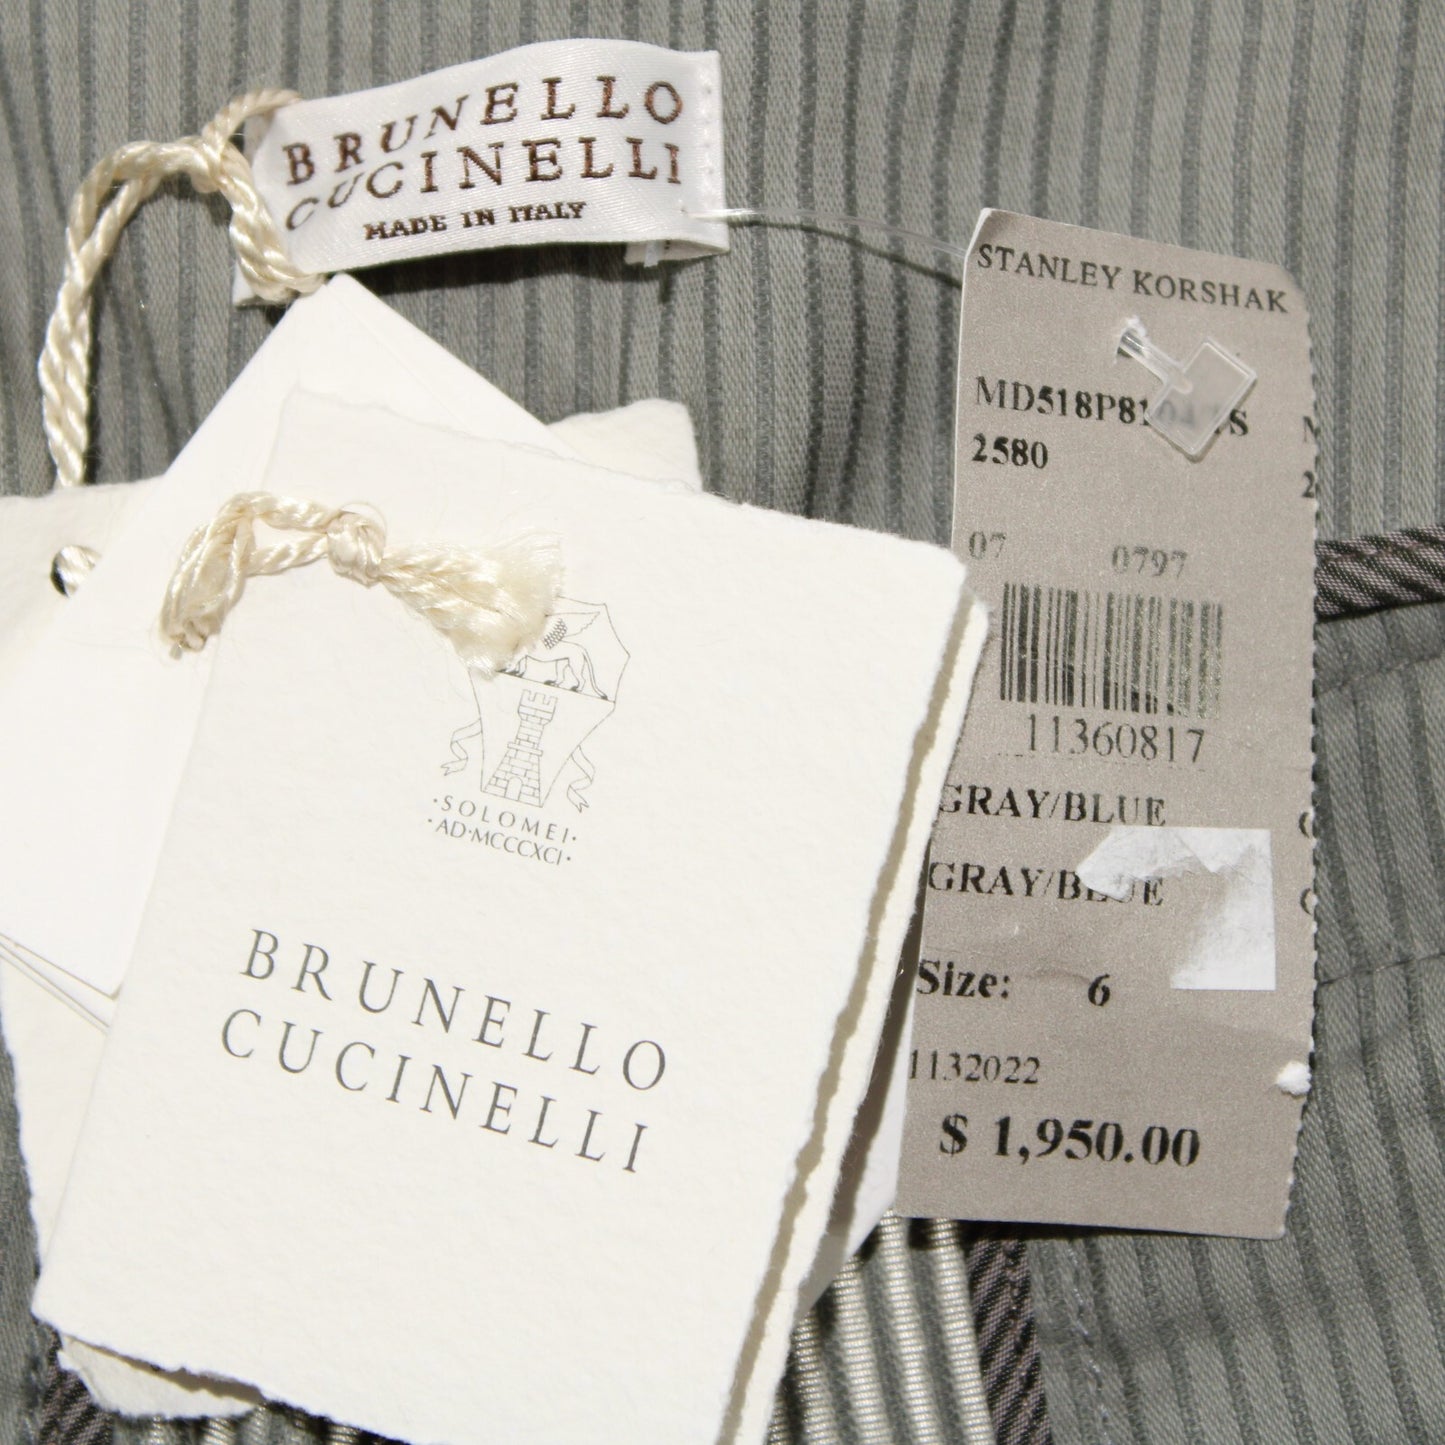 BRUNELLO
CUCINELLI
MADE IN ITALY
STANLEY KORSHAK
2580
07 0797
11360817
GRAY/BLUE
GRAY/BLUE
Size: 6
1132022
$ 1,950.00
·SOLOMEI·
·AD·MCCCXCI·
BRUNELLO
CUCINELLI